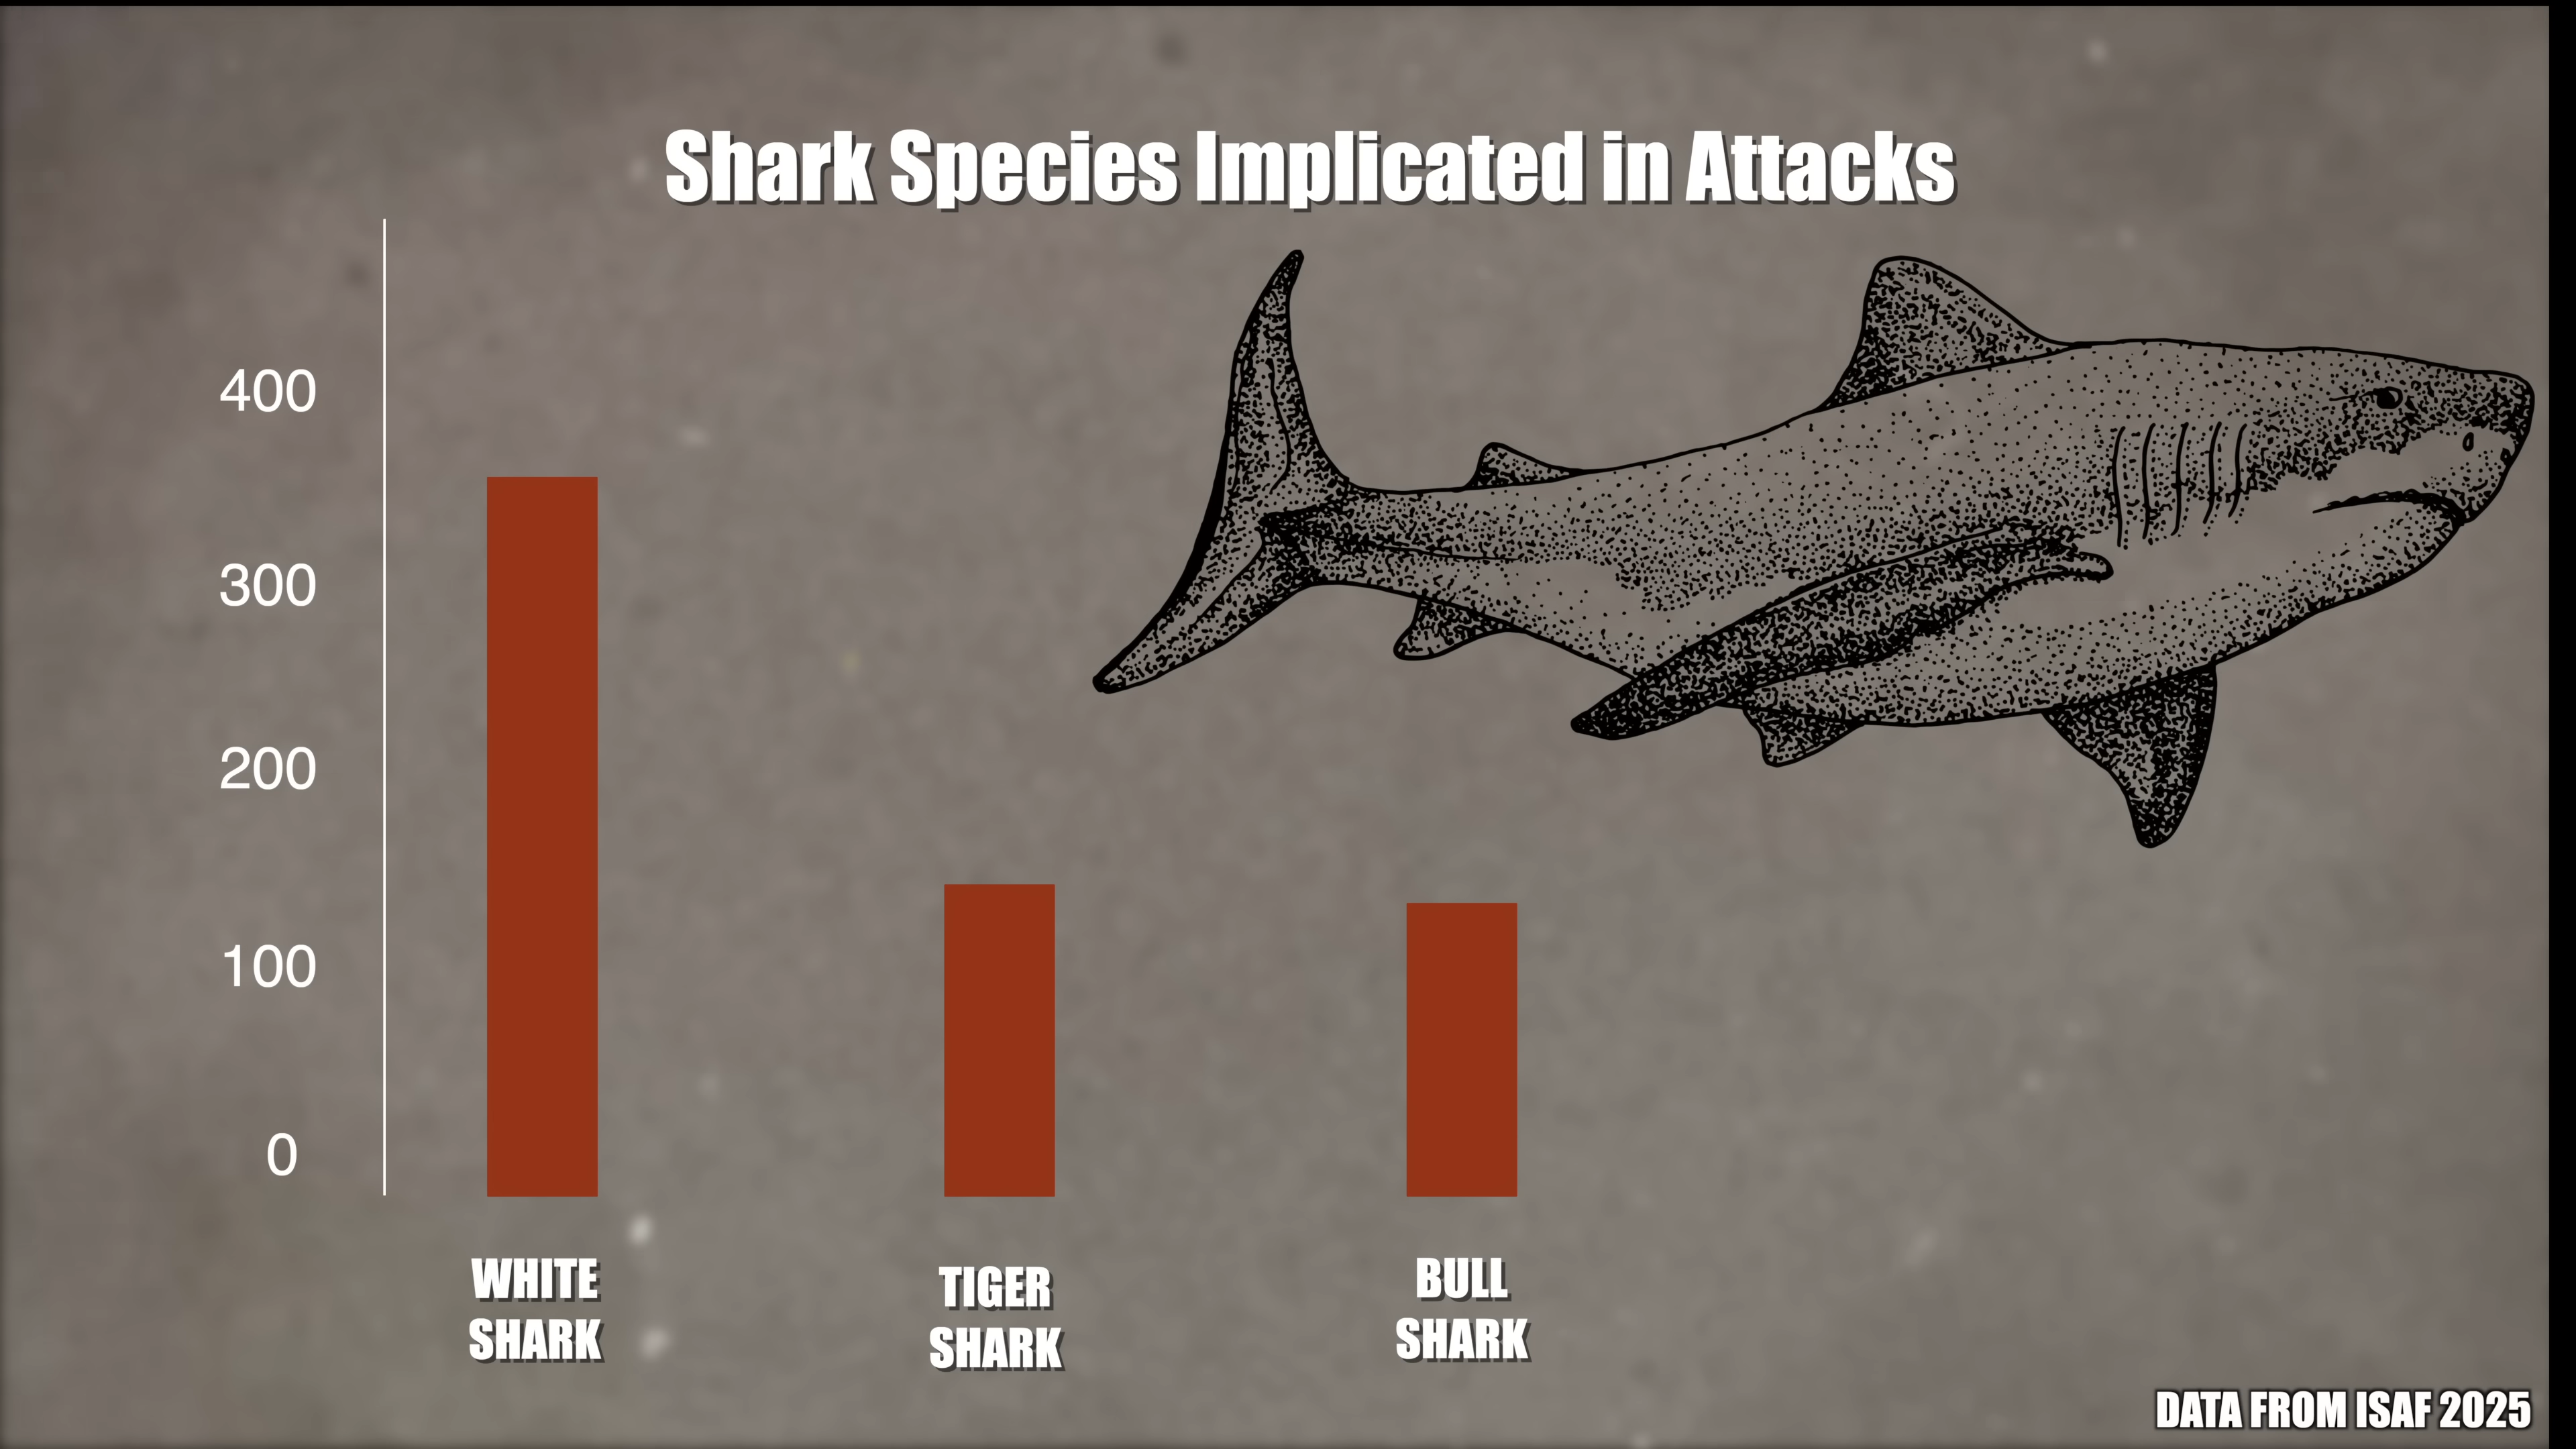 Shark Species Implicated in Attacks
400
300
200
100
0
WHITE
SHARK
TIGER
SHARK
BULL
SHARK
DATA FROM ISAF 2025